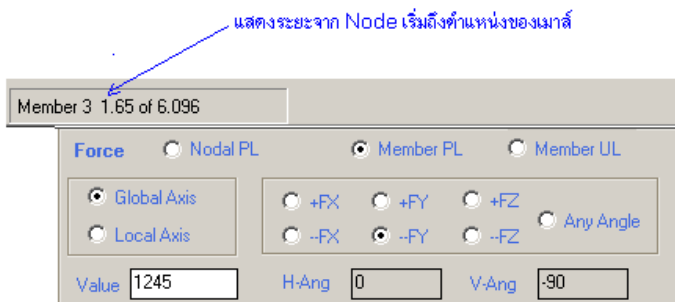 แสดงระยะจาก Node เริ่มถึงตำแหน่งของเมาส์
Member 3 1.65 of 6.096
Force Nodal PL Member PL Member UL
Global Axis +FX +FY +FZ Any Angle
Local Axis --FX --FY --FZ
Value 1245 H-Ang 0 V-Ang -90